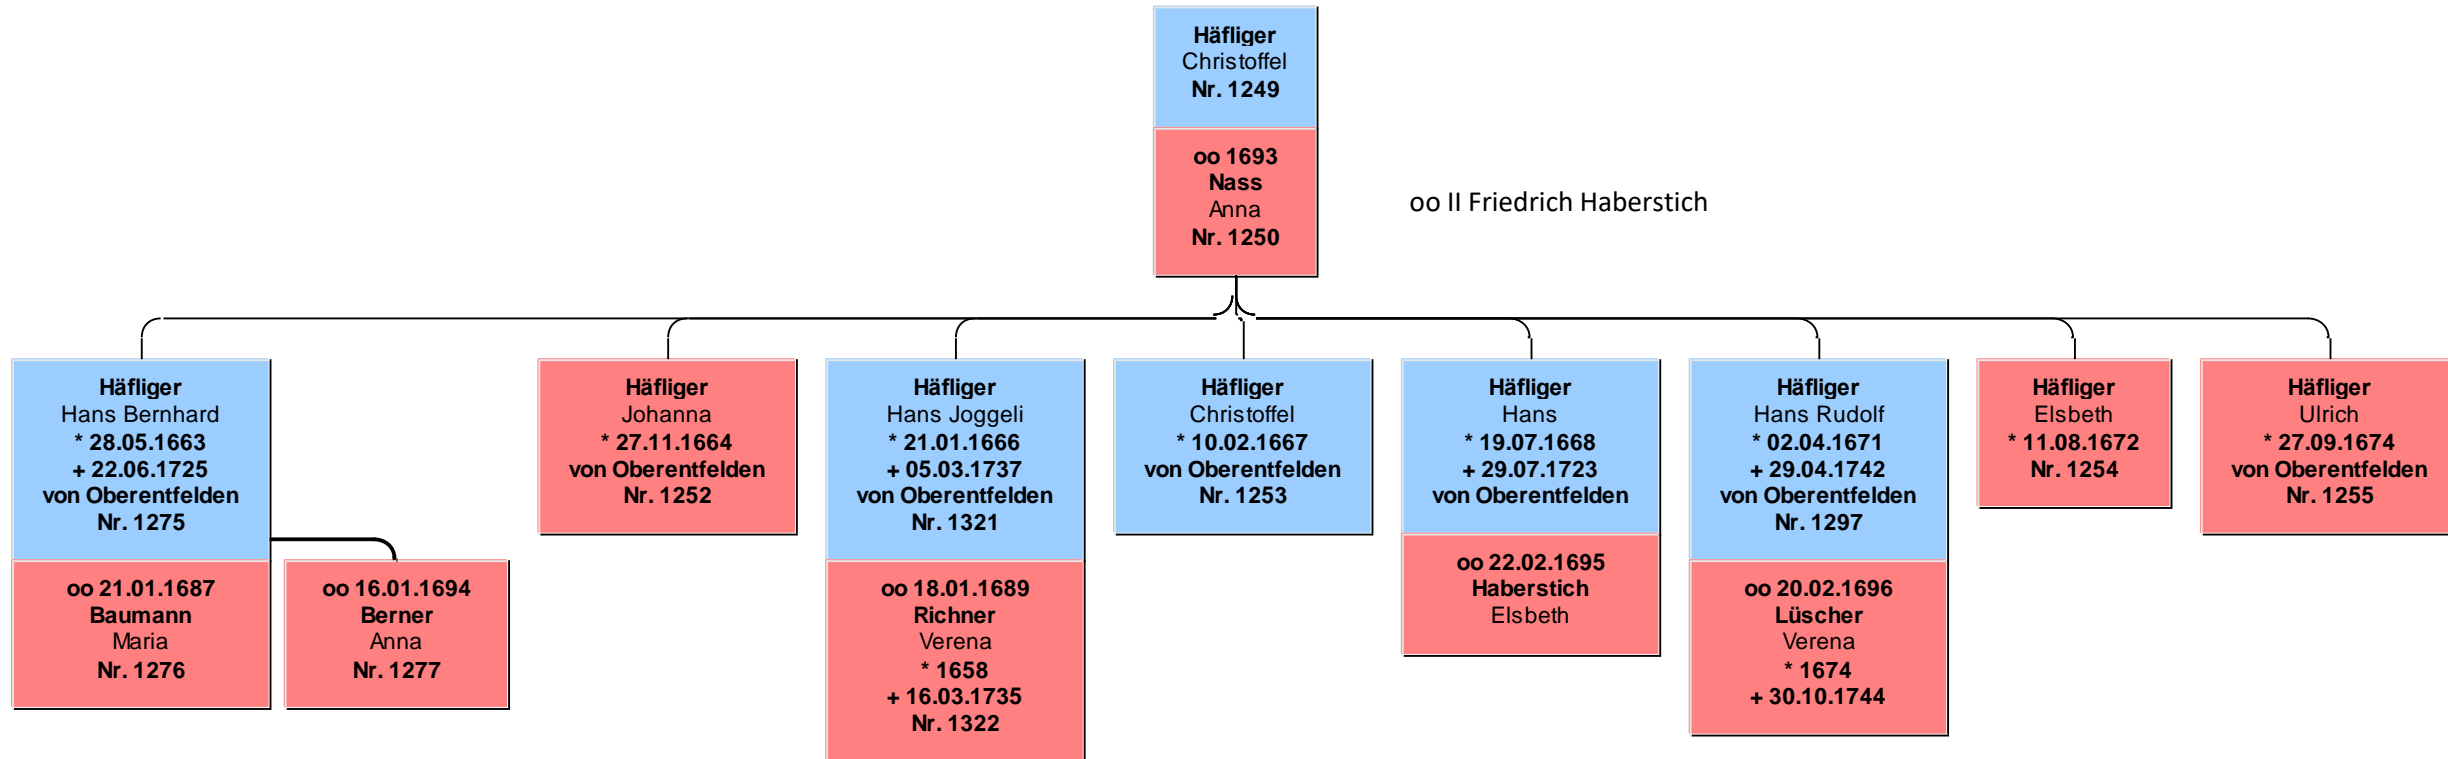 Häfliger
Christoffel
Nr. 1249
oo 1693
Nass
Anna
Nr. 1250
oo II Friedrich Haberstich
Häfliger
Hans Bernhard
* 28.05.1663
+ 22.06.1725
von Oberentfelden
Nr. 1275
oo 21.01.1687
Baumann
Maria
Nr. 1276
oo 16.01.1694
Berner
Anna
Nr. 1277
Häfliger
Johanna
* 27.11.1664
von Oberentfelden
Nr. 1252
Häfliger
Hans Joggeli
* 21.01.1666
+ 05.03.1737
von Oberentfelden
Nr. 1321
oo 18.01.1689
Richner
Verena
* 1658
+ 16.03.1735
Nr. 1322
Häfliger
Christoffel
* 10.02.1667
von Oberentfelden
Nr. 1253
Häfliger
Hans
* 19.07.1668
+ 29.07.1723
von Oberentfelden
oo 22.02.1695
Haberstich
Elsbeth
Häfliger
Hans Rudolf
* 02.04.1671
+ 29.04.1742
von Oberentfelden
Nr. 1297
oo 20.02.1696
Lüscher
Verena
* 1674
+ 30.10.1744
Häfliger
Elsbeth
* 11.08.1672
Nr. 1254
Häfliger
Ulrich
* 27.09.1674
von Oberentfelden
Nr. 1255